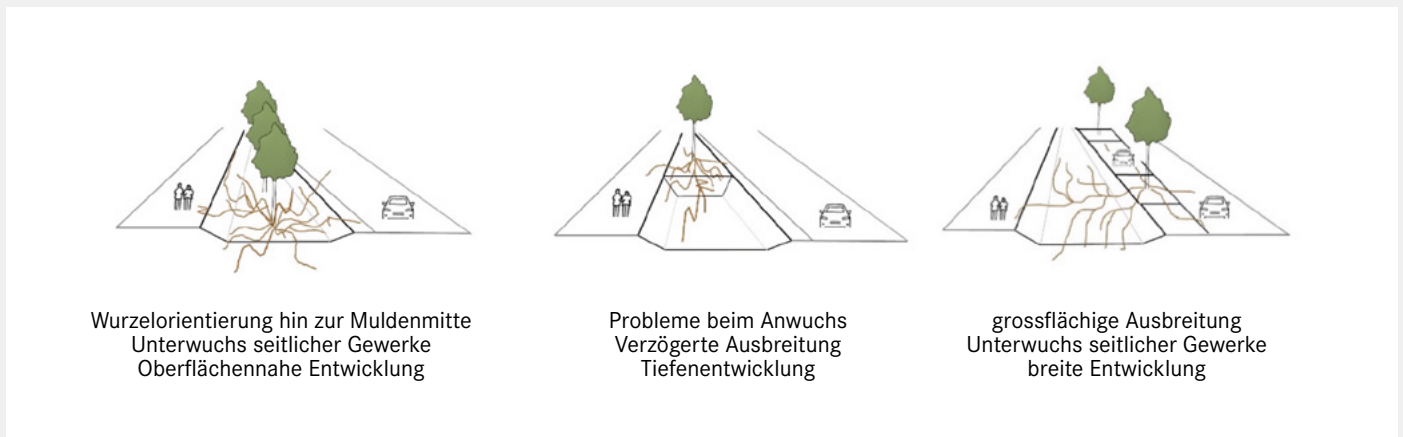 Wurzelorientierung hin zur Muldenmitte
Unterwuchs seitlicher Gewerke
Oberflächennahe Entwicklung
Probleme beim Anwuchs
Verzögerte Ausbreitung
Tiefenentwicklung
grossflächige Ausbreitung
Unterwuchs seitlicher Gewerke
breite Entwicklung